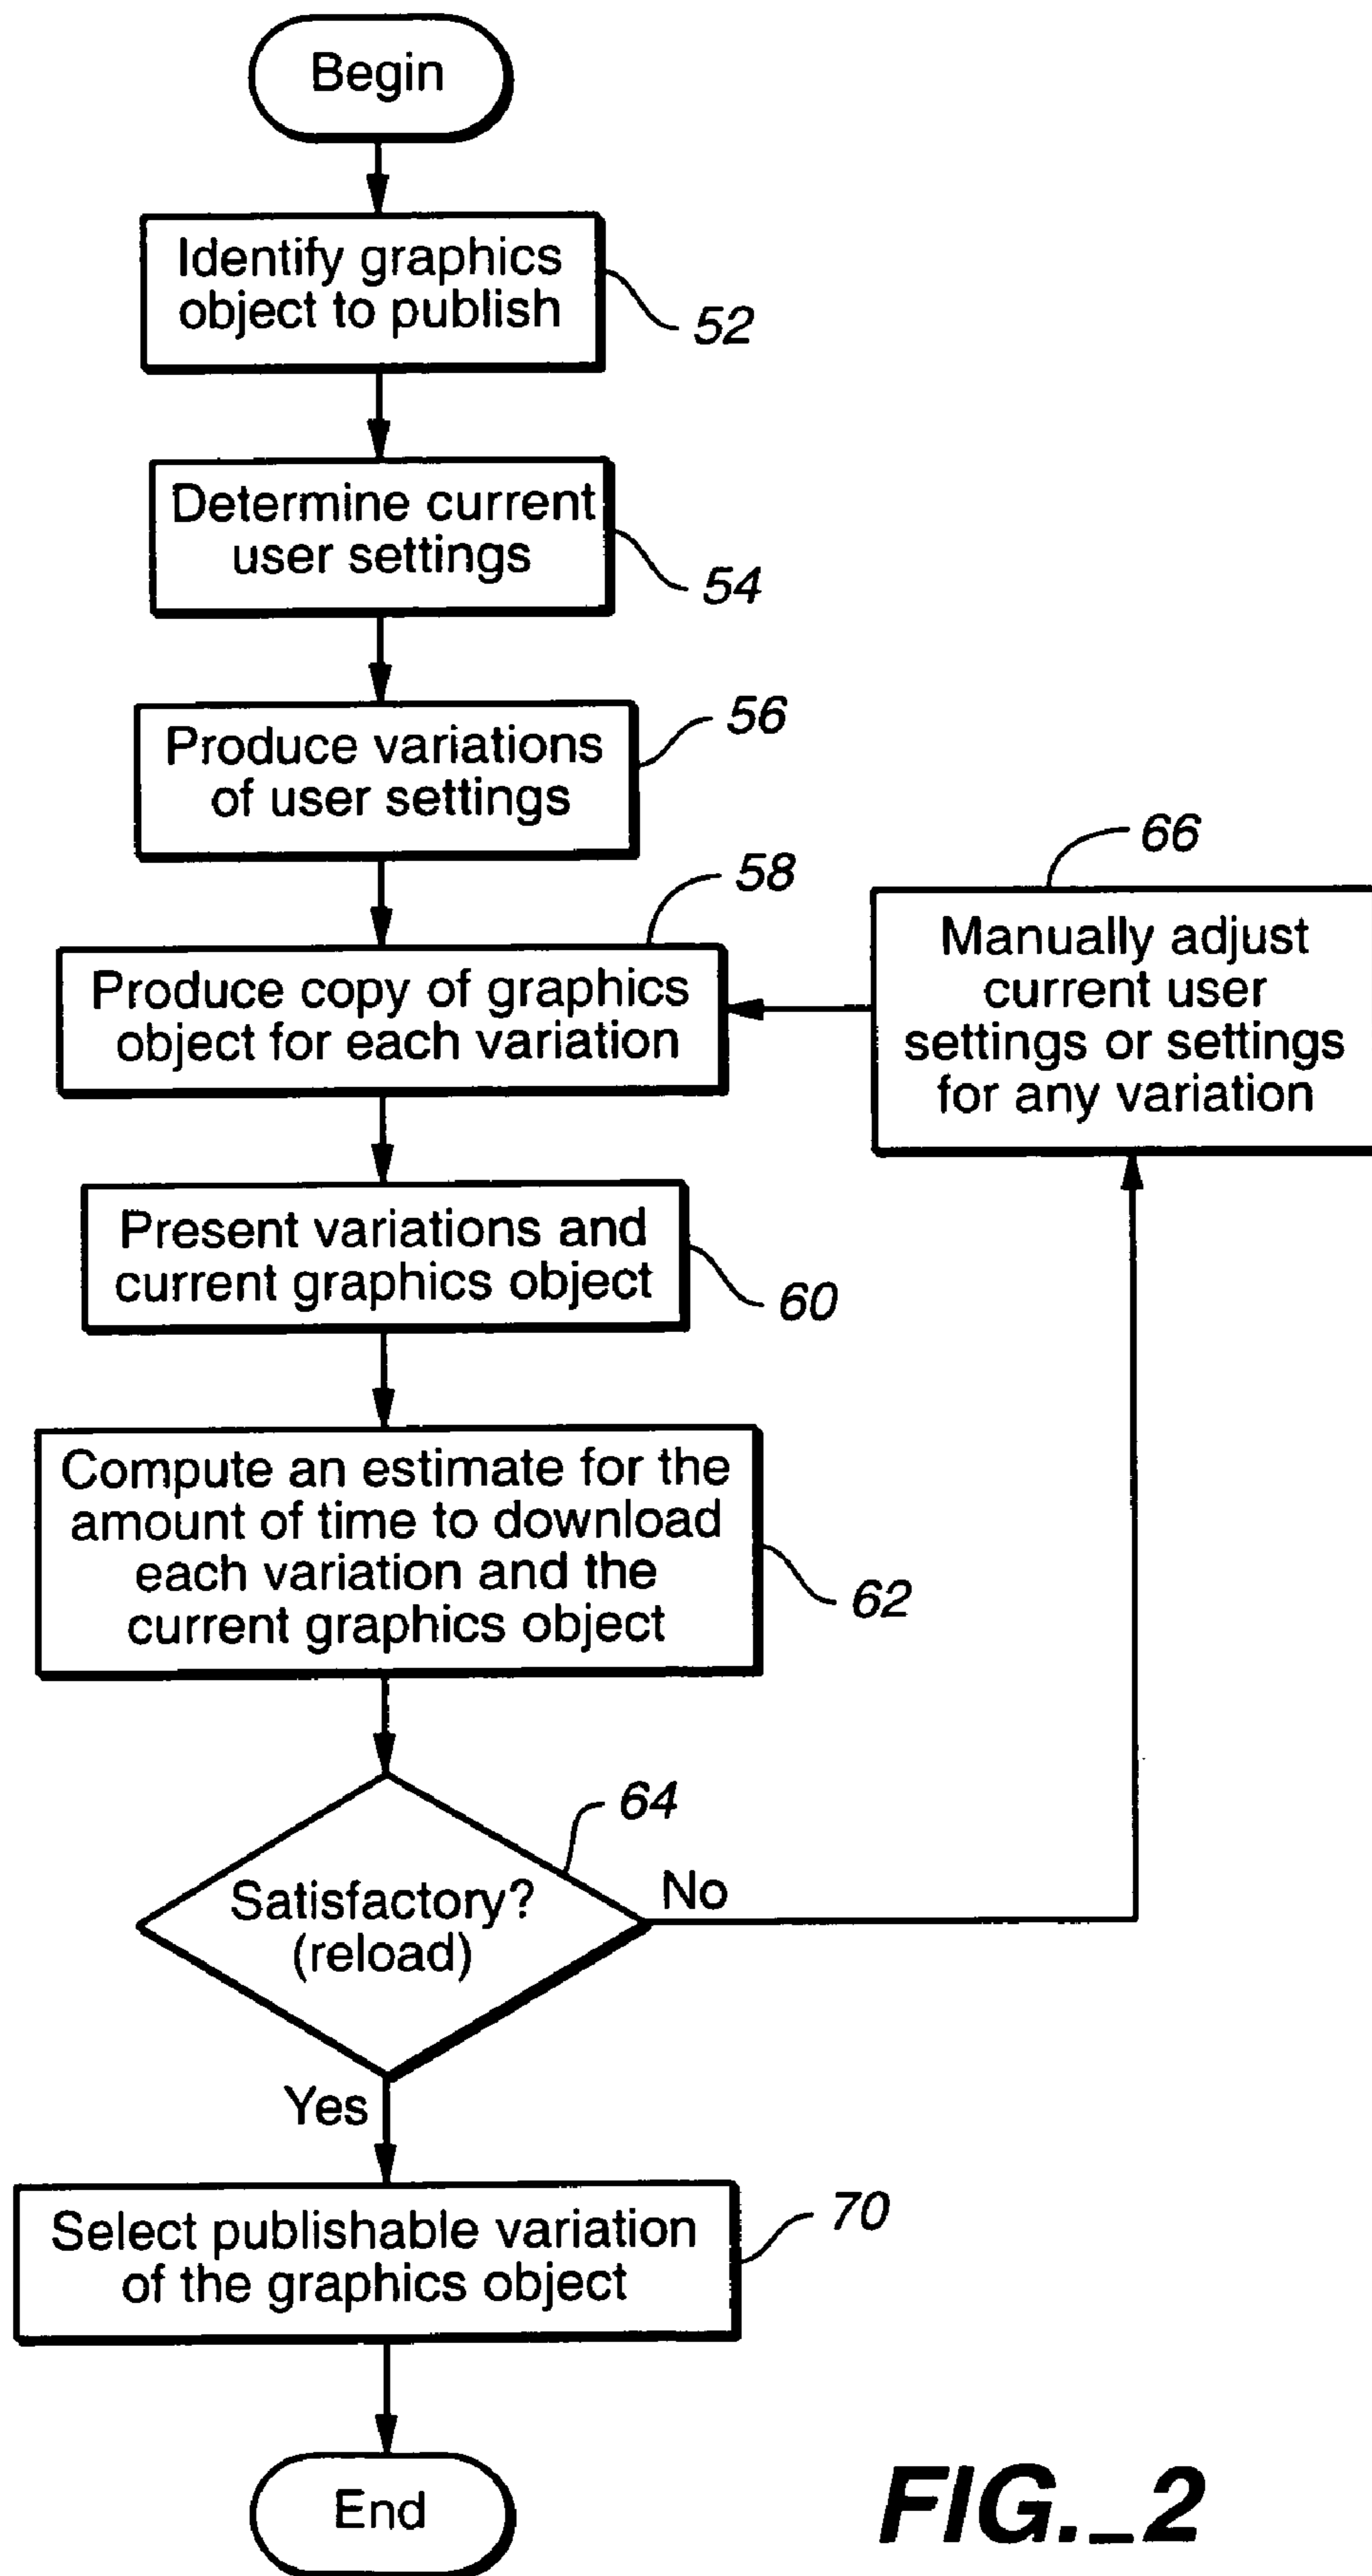 Begin
Identify graphics
object to publish
52
Determine current
user settings
54
Produce variations
of user settings
56
Produce copy of graphics
object for each variation
58
Manually adjust
current user
settings or settings
for any variation
66
Present variations and
current graphics object
60
Compute an estimate for the
amount of time to download
each variation and the
current graphics object
62
Satisfactory?
(reload)
64
No
Yes
Select publishable variation
of the graphics object
70
End
FIG._2